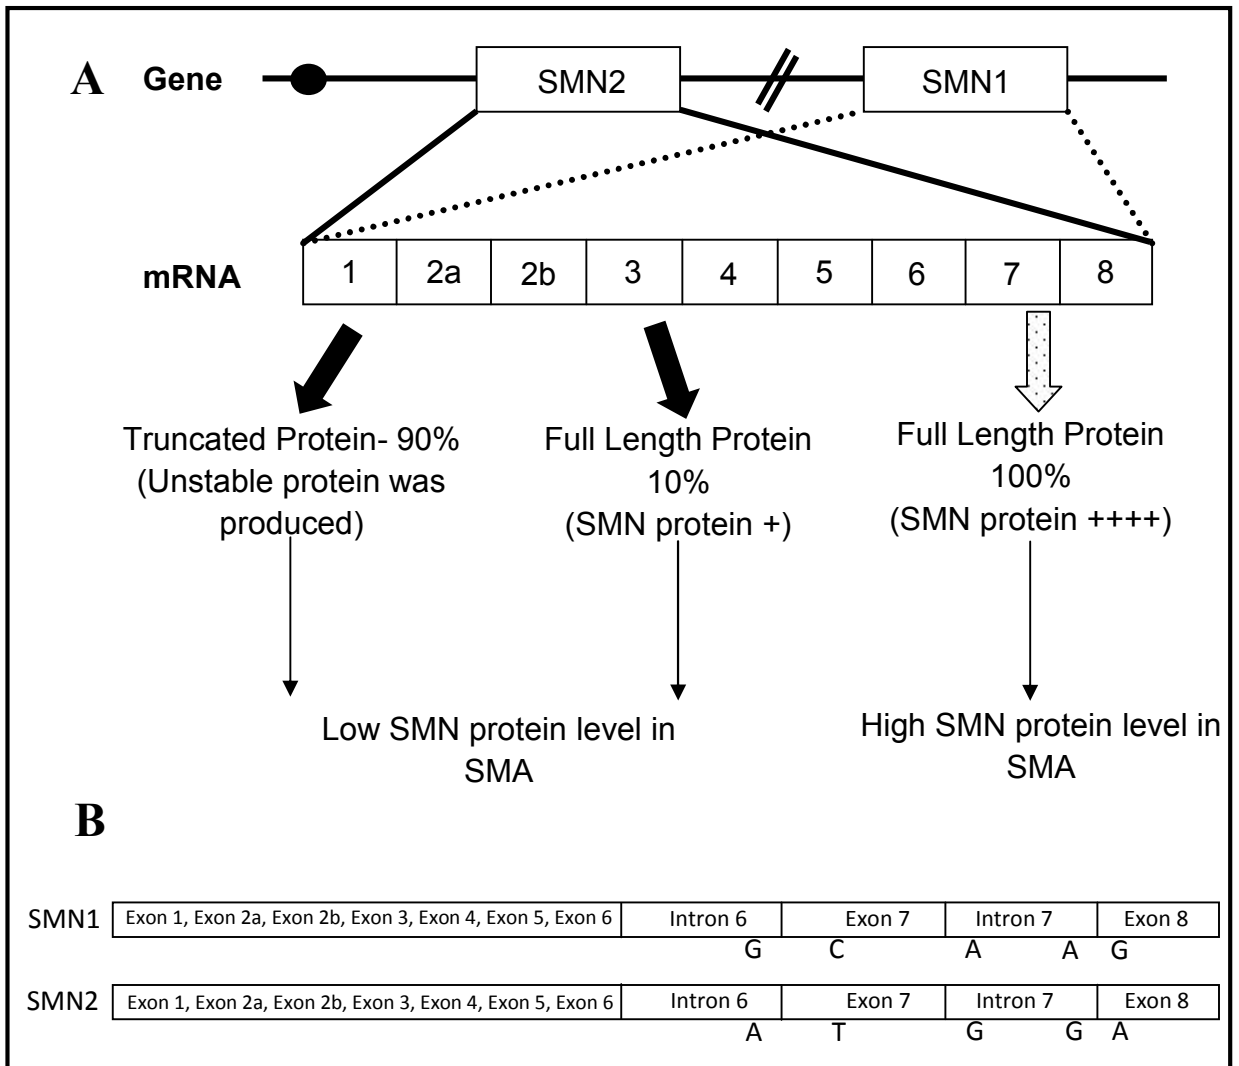 A
Gene
SMN2
SMN1
mRNA
1 2a 2b 3 4 5 6 7 8
Truncated Protein- 90%
(Unstable protein was
produced)
Full Length Protein
10%
(SMN protein +)
Full Length Protein
100%
(SMN protein ++++)
Low SMN protein level in
SMA
High SMN protein level in
SMA
B
SMN1 Exon 1, Exon 2a, Exon 2b, Exon 3, Exon 4, Exon 5, Exon 6 Intron 6 Exon 7 Intron 7 Exon 8
G C A A G
SMN2 Exon 1, Exon 2a, Exon 2b, Exon 3, Exon 4, Exon 5, Exon 6 Intron 6 Exon 7 Intron 7 Exon 8
A T G G A